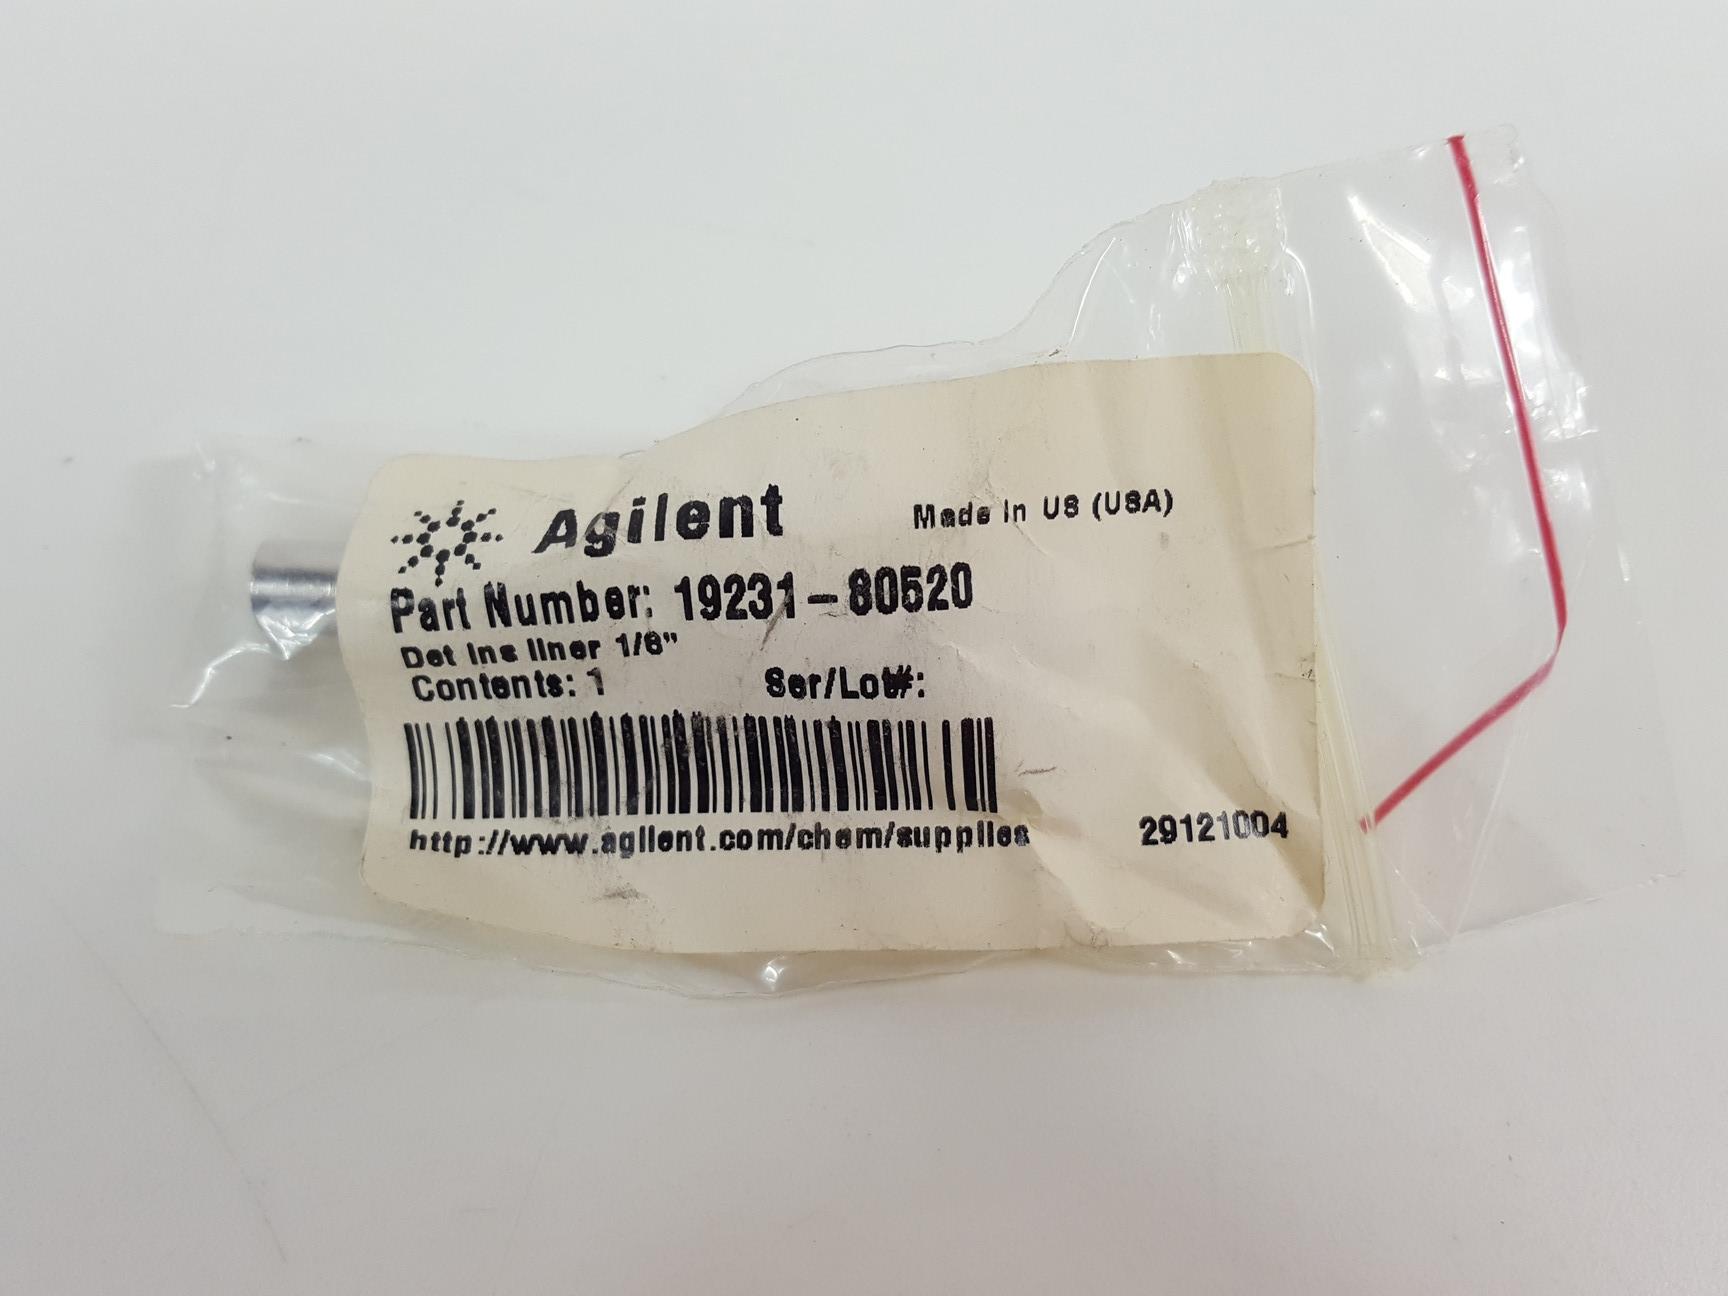 Agilent
Made in US (USA)
Part Number: 19231-80520
Det Ins liner 1/8"
Contents: 1 Ser/Lot#:
http://www.agilent.com/chem/supplies
29121004